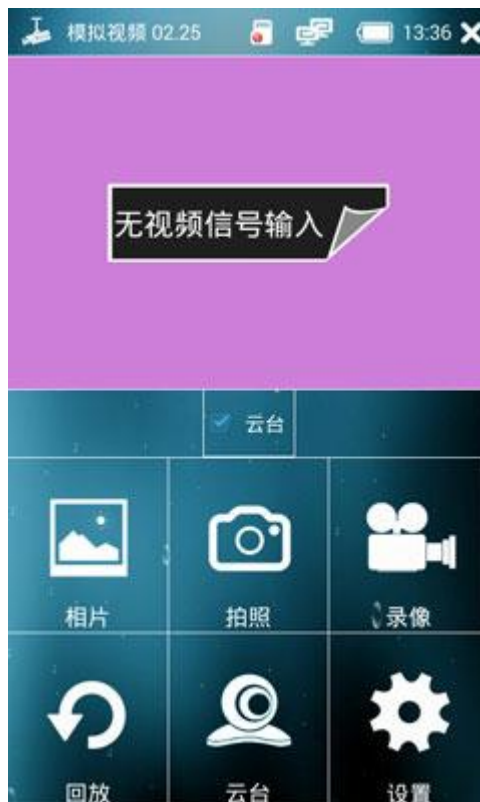 模拟视频 02.25 13:36
无视频信号输入
云台
相片 拍照 录像
回放 云台 设置